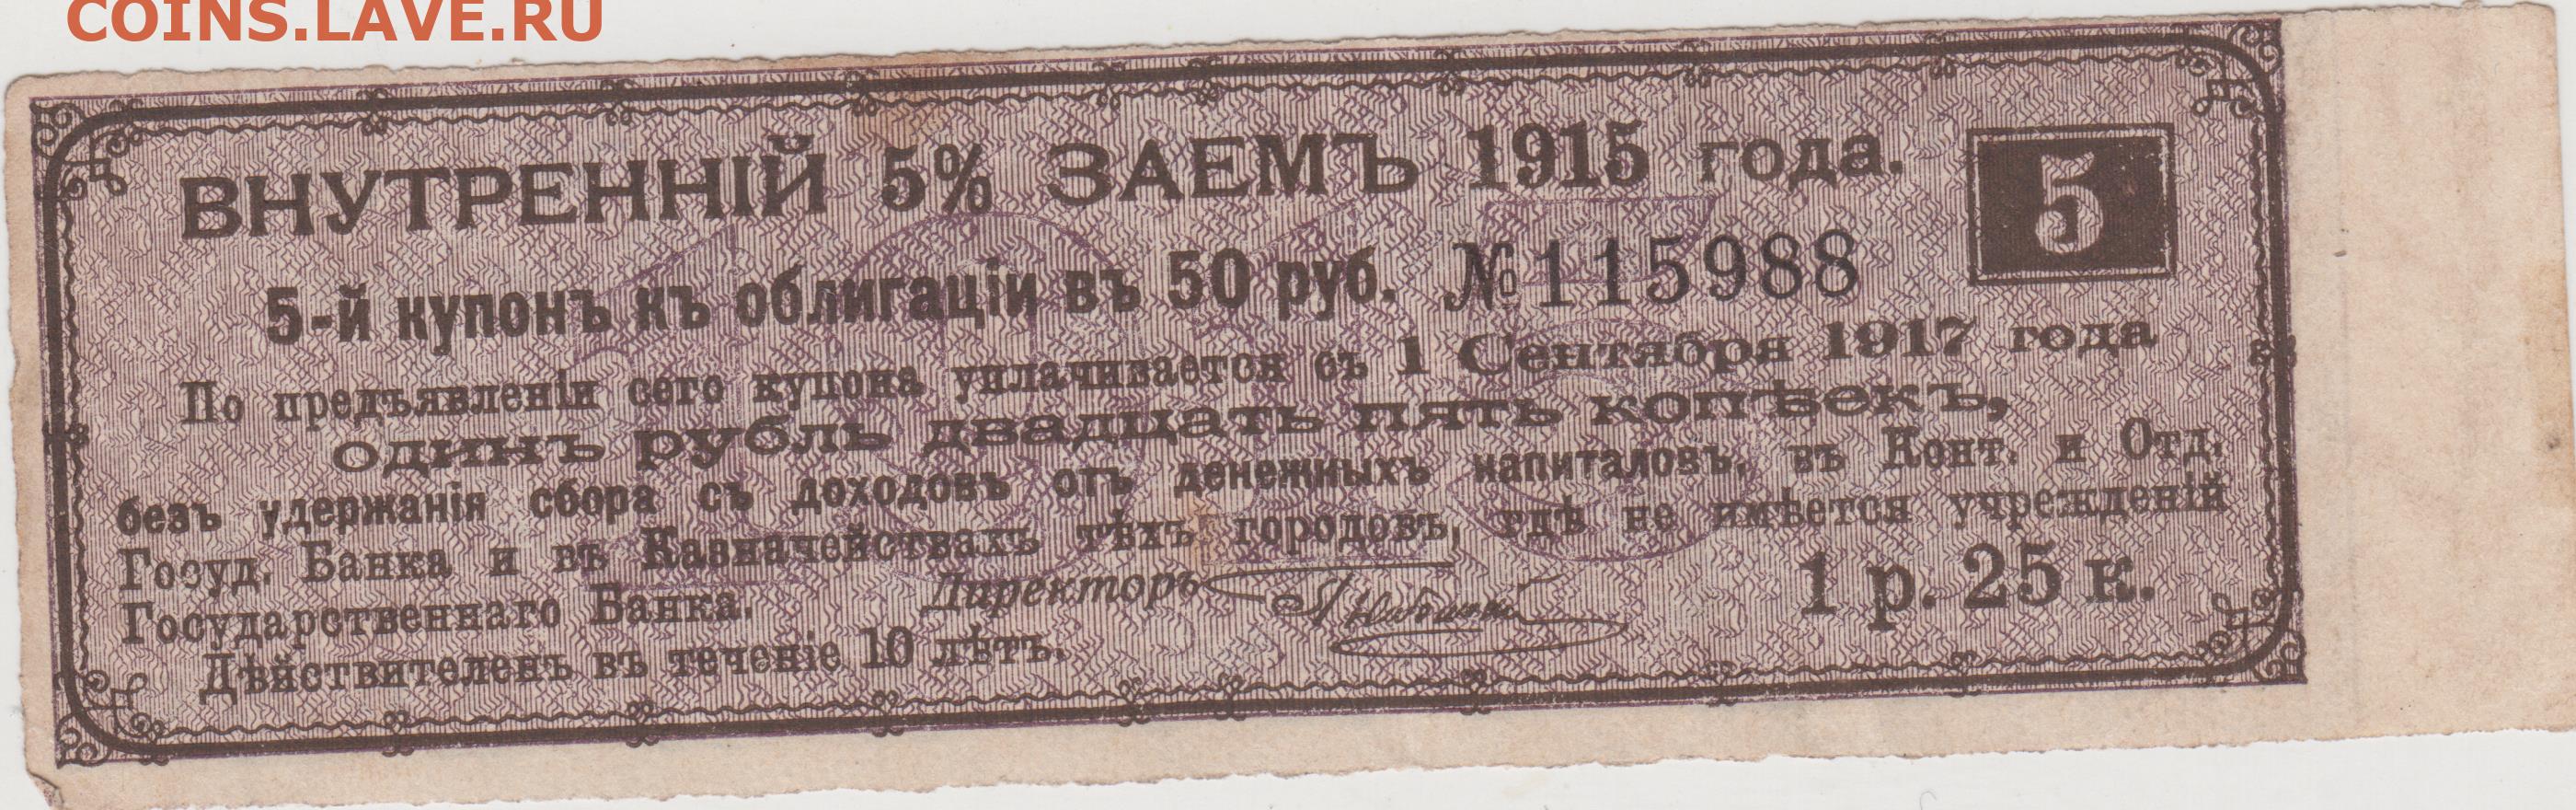 COINS.LAVE.RU
ВНУТРЕННІЙ 5% ЗАЕМЪ 1915 года.
5
5-й купонъ къ облигаціи въ 50 руб. №115988
По предъявленіи сего купона уплачивается съ 1 Сентября 1917 года
одинъ рубль двадцать пять копѣекъ,
безъ удержанія сбора съ доходовъ отъ денежныхъ капиталовъ, въ Конт. и Отд.
Госуд. Банка и въ Казначействахъ тѣхъ городовъ, гдѣ не имѣется учрежденій
Государственнаго Банка.
Директоръ
1 р. 25 к.
Дѣйствителенъ въ теченіе 10 лѣтъ.